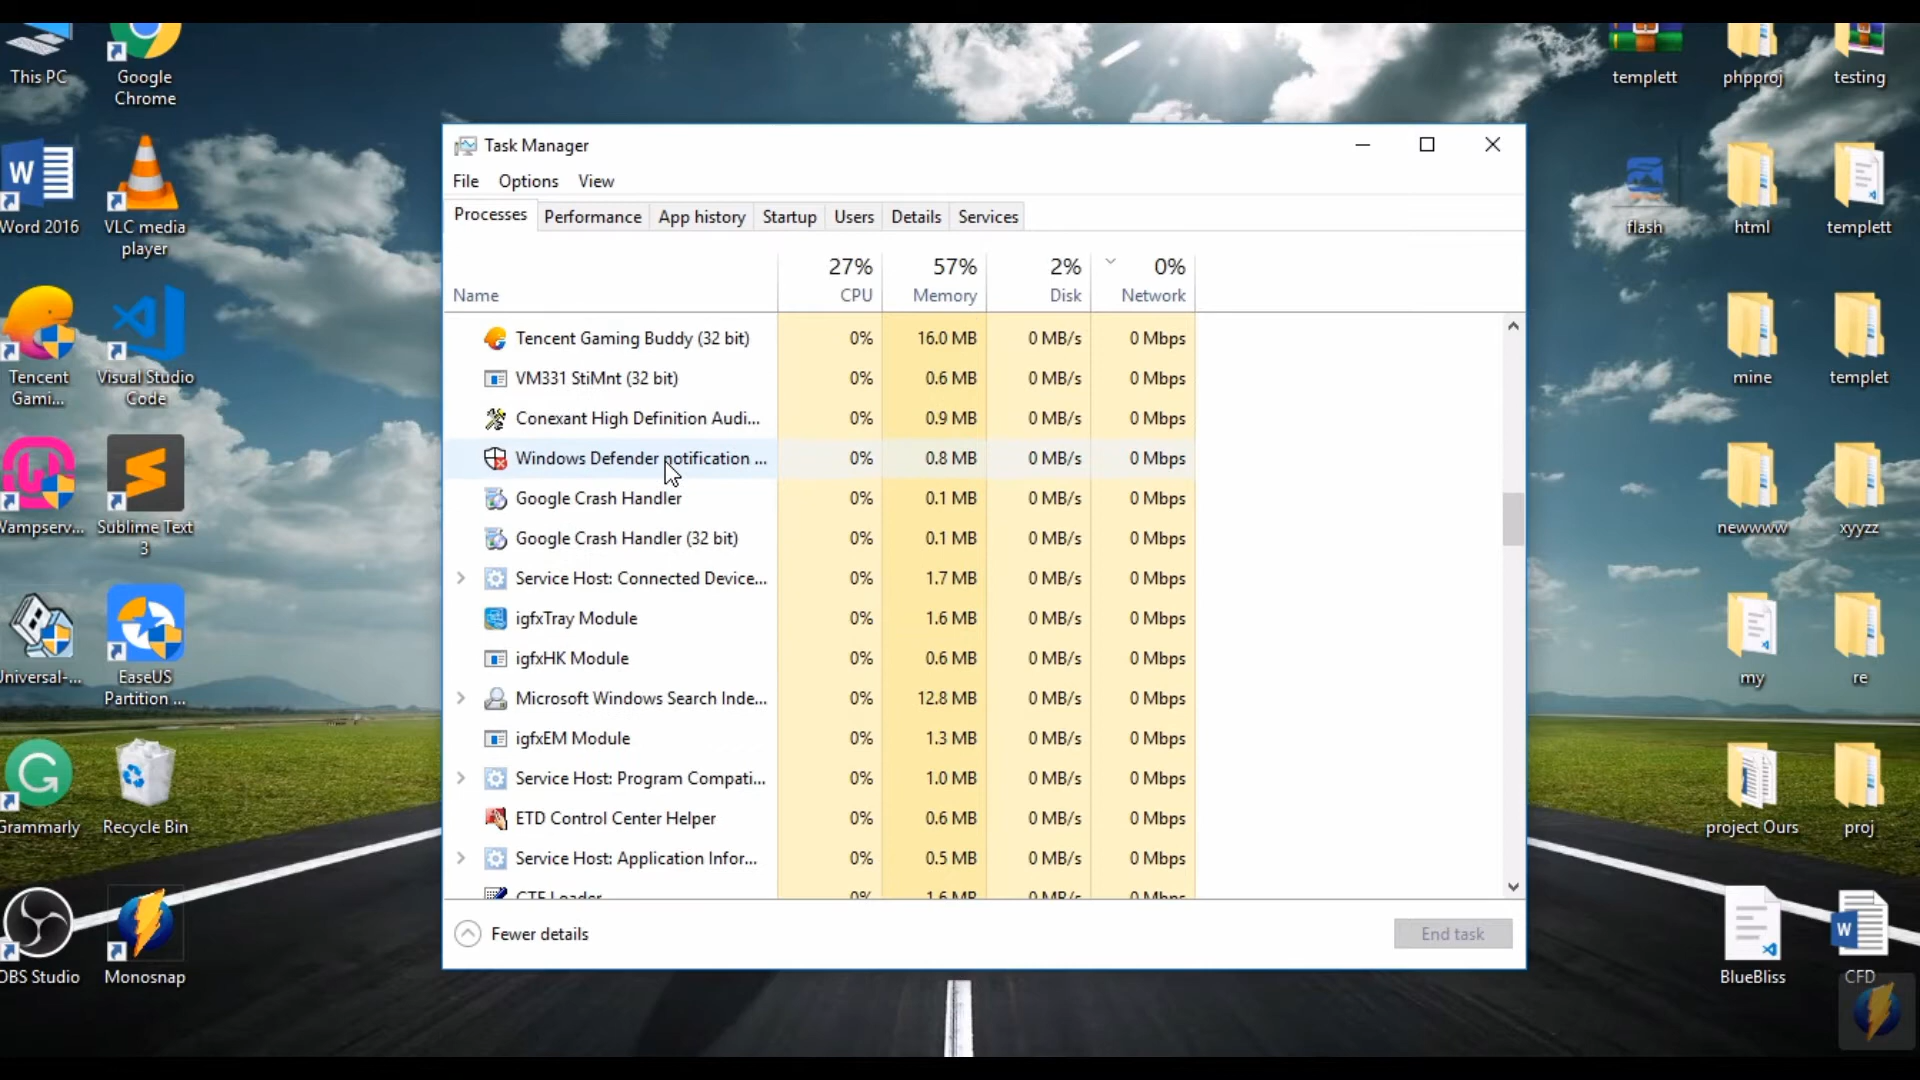 This PC
Google
Chrome
Word 2016
VLC media
player
Tencent
Gami...
Visual Studio
Code
Wampserv...
Sublime Text
3
Universal-...
EaseUS
Partition ...
Grammarly
Recycle Bin
OBS Studio
Monosnap
Task Manager
File Options View
Processes Performance App history Startup Users Details Services
27% 57% 2% 0%
Name CPU Memory Disk Network
Tencent Gaming Buddy (32 bit) 0% 16.0 MB 0 MB/s 0 Mbps
VM331 StiMnt (32 bit) 0% 0.6 MB 0 MB/s 0 Mbps
Conexant High Definition Audi... 0% 0.9 MB 0 MB/s 0 Mbps
Windows Defender notification ... 0% 0.8 MB 0 MB/s 0 Mbps
Google Crash Handler 0% 0.1 MB 0 MB/s 0 Mbps
Google Crash Handler (32 bit) 0% 0.1 MB 0 MB/s 0 Mbps
Service Host: Connected Device... 0% 1.7 MB 0 MB/s 0 Mbps
igfxTray Module 0% 1.6 MB 0 MB/s 0 Mbps
igfxHK Module 0% 0.6 MB 0 MB/s 0 Mbps
Microsoft Windows Search Inde... 0% 12.8 MB 0 MB/s 0 Mbps
igfxEM Module 0% 1.3 MB 0 MB/s 0 Mbps
Service Host: Program Compati... 0% 1.0 MB 0 MB/s 0 Mbps
ETD Control Center Helper 0% 0.6 MB 0 MB/s 0 Mbps
Service Host: Application Infor... 0% 0.5 MB 0 MB/s 0 Mbps
CTF Loader 0% 1.6 MB 0 MB/s 0 Mbps
Fewer details
End task
templett
phpproj
testing
flash
html
templett
mine
templet
newwww
xyyzz
my
re
project Ours
proj
BlueBliss
CFD